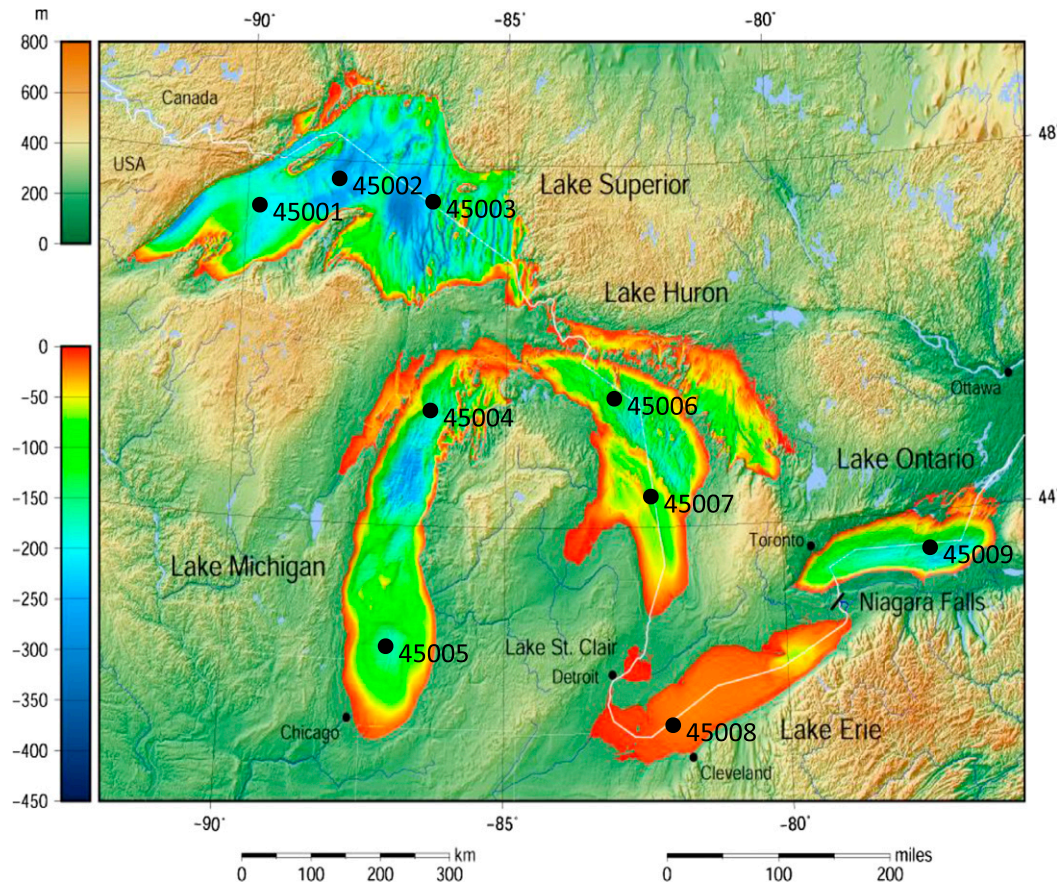 m
−90
−85
−80
800
600
400
200
0
Canada
USA
48
Lake Superior
45002
45001
45003
Lake Huron
0
−50
−100
−150
−200
−250
−300
−350
−400
−450
Ottawa
45004
45006
Lake Ontario
44
45007
Toronto
45009
Lake Michigan
Niagara Falls
Lake St. Clair
45005
Detroit
Chicago
45008
Lake Erie
Cleveland
−90
−85
−80
km
0 100 200 300
miles
0 100 200